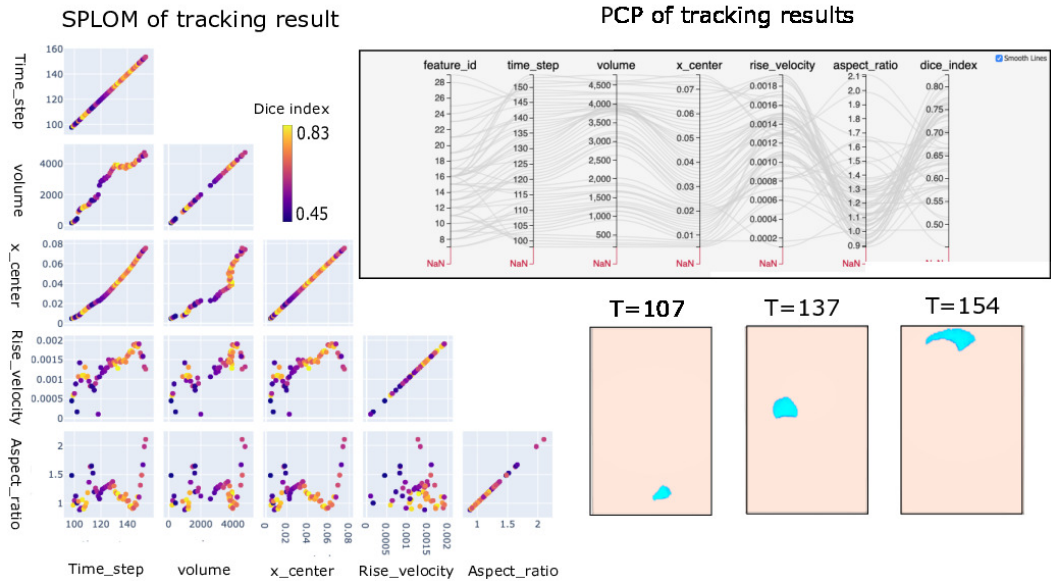 SPLOM of tracking result
PCP of tracking results
Time_step
160
140
120
100
Dice index
0.83
0.45
volume
4000
2000
0
x_center
0.08
0.06
0.04
0.02
0
Rise_velocity
0.002
0.0015
0.001
0.0005
0
Aspect_ratio
2
1.5
1
100 120 140
0 2000 4000
0.02 0.04 0.06 0.08
0 0.0005 0.001 0.0015 0.002
1 1.5 2
Time_step volume x_center Rise_velocity Aspect_ratio
Smooth Lines
feature_id time_step volume x_center rise_velocity aspect_ratio dice_index
28 26 24 22 20 18 16 14 12 10 8 NaN
150 145 140 135 130 125 120 115 110 105 100 NaN
4,500 4,000 3,500 3,000 2,500 2,000 1,500 1,000 500 NaN
0.07 0.06 0.05 0.04 0.03 0.02 0.01 NaN
0.0018 0.0016 0.0014 0.0012 0.0010 0.0008 0.0006 0.0004 0.0002 NaN
2.1 2.0 1.9 1.8 1.7 1.6 1.5 1.4 1.3 1.2 1.1 1.0 0.9 NaN
0.80 0.75 0.70 0.65 0.60 0.55 0.50 NaN
T=107 T=137 T=154